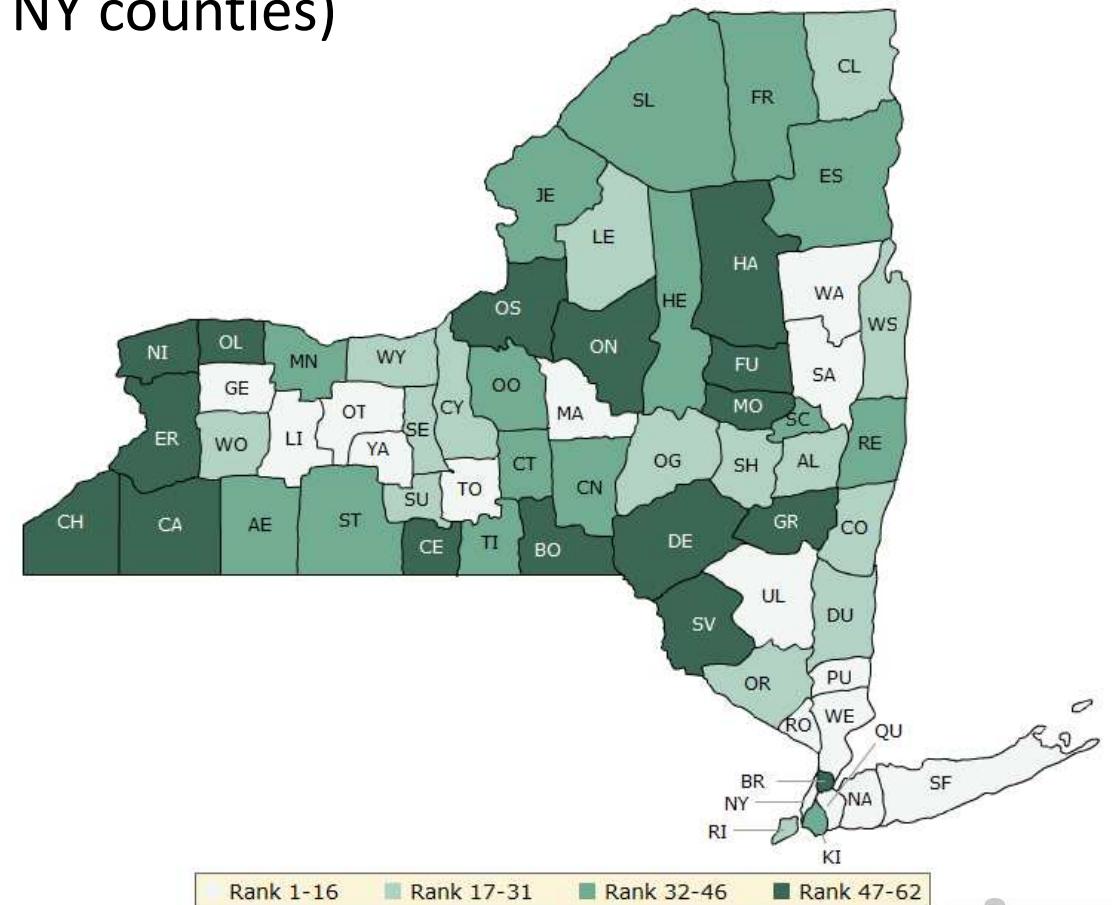 NY counties)
CL
SL
FR
ES
JE
LE
HA
HE
WA
OS
WS
ON
NI
OL
MN
WY
FU
SA
GE
OO
MO
CY
OT
MA
SC
SE
ER
WO
LI
YA
RE
OG
SH
AL
CT
TO
CN
SU
CH
CA
AE
ST
GR
CO
CE
TI
BO
DE
UL
SV
DU
PU
OR
WE
RO
QU
BR
SF
NY
NA
RI
KI
Rank 1-16 Rank 17-31 Rank 32-46 Rank 47-62